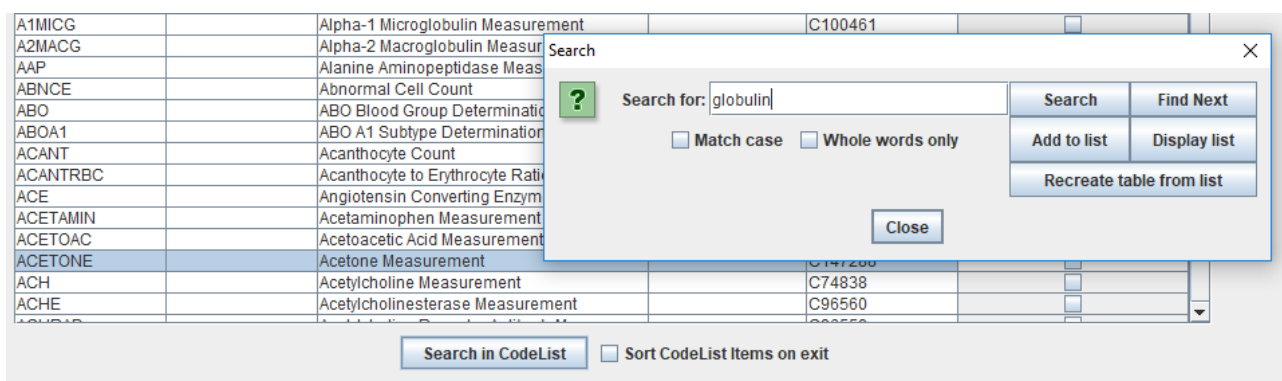 A1MICG Alpha-1 Microglobulin Measurement C100461
A2MACG Alpha-2 Macroglobulin Measur
Search
AAP Alanine Aminopeptidase Meas
ABNCE Abnormal Cell Count
? Search for: globulin Search Find Next
ABO ABO Blood Group Determinatio
ABOA1 ABO A1 Subtype Determination
Match case Whole words only Add to list Display list
ACANT Acanthocyte Count
ACANTRBC Acanthocyte to Erythrocyte Rati
Recreate table from list
ACE Angiotensin Converting Enzym
ACETAMIN Acetaminophen Measurement
Close
ACETOAC Acetoacetic Acid Measurement
ACETONE Acetone Measurement C147288
ACH Acetylcholine Measurement C74838
ACHE Acetylcholinesterase Measurement C96560
Search in CodeList Sort CodeList Items on exit